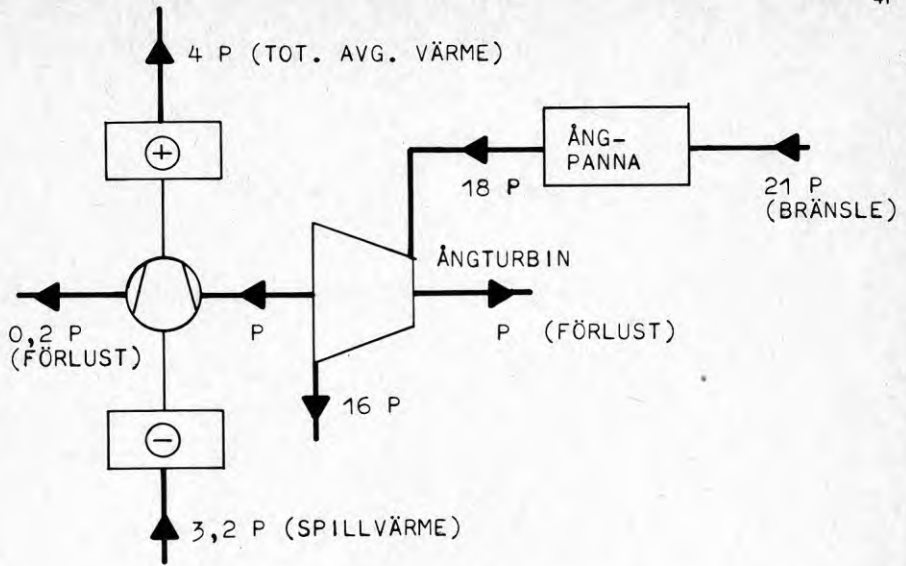 4 P (TOT. AVG. VÄRME)
+
ÅNG-
PANNA
18 P
21 P
(BRÄNSLE)
ÅNGTURBIN
0,2 P
(FÖRLUST)
P
P (FÖRLUST)
16 P
−
3,2 P (SPILLVÄRME)